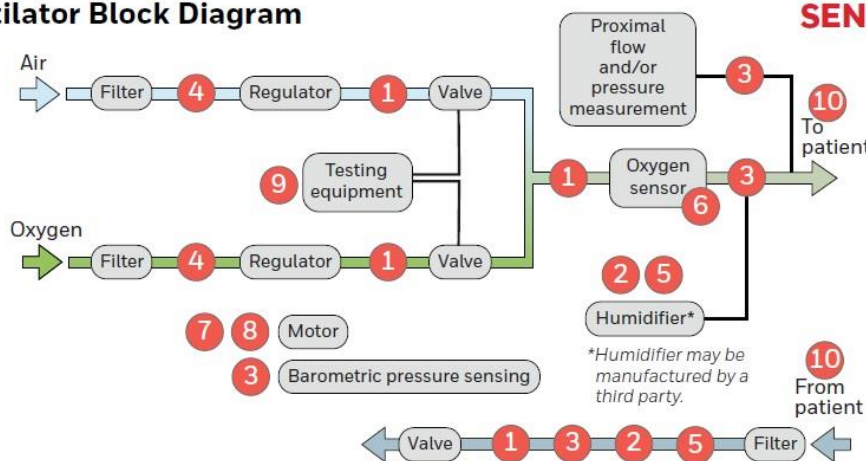 tilator Block Diagram
SEN
Air
Filter
4
Regulator
1
Valve
Proximal
flow
and/or
pressure
measurement
3
10
To
patient
9
Testing
equipment
1
Oxygen
sensor
6
3
Oxygen
Filter
4
Regulator
1
Valve
2
5
Humidifier*
*Humidifier may be
manufactured by a
third party.
7
8
Motor
3
Barometric pressure sensing
10
From
patient
Valve
1
3
2
5
Filter